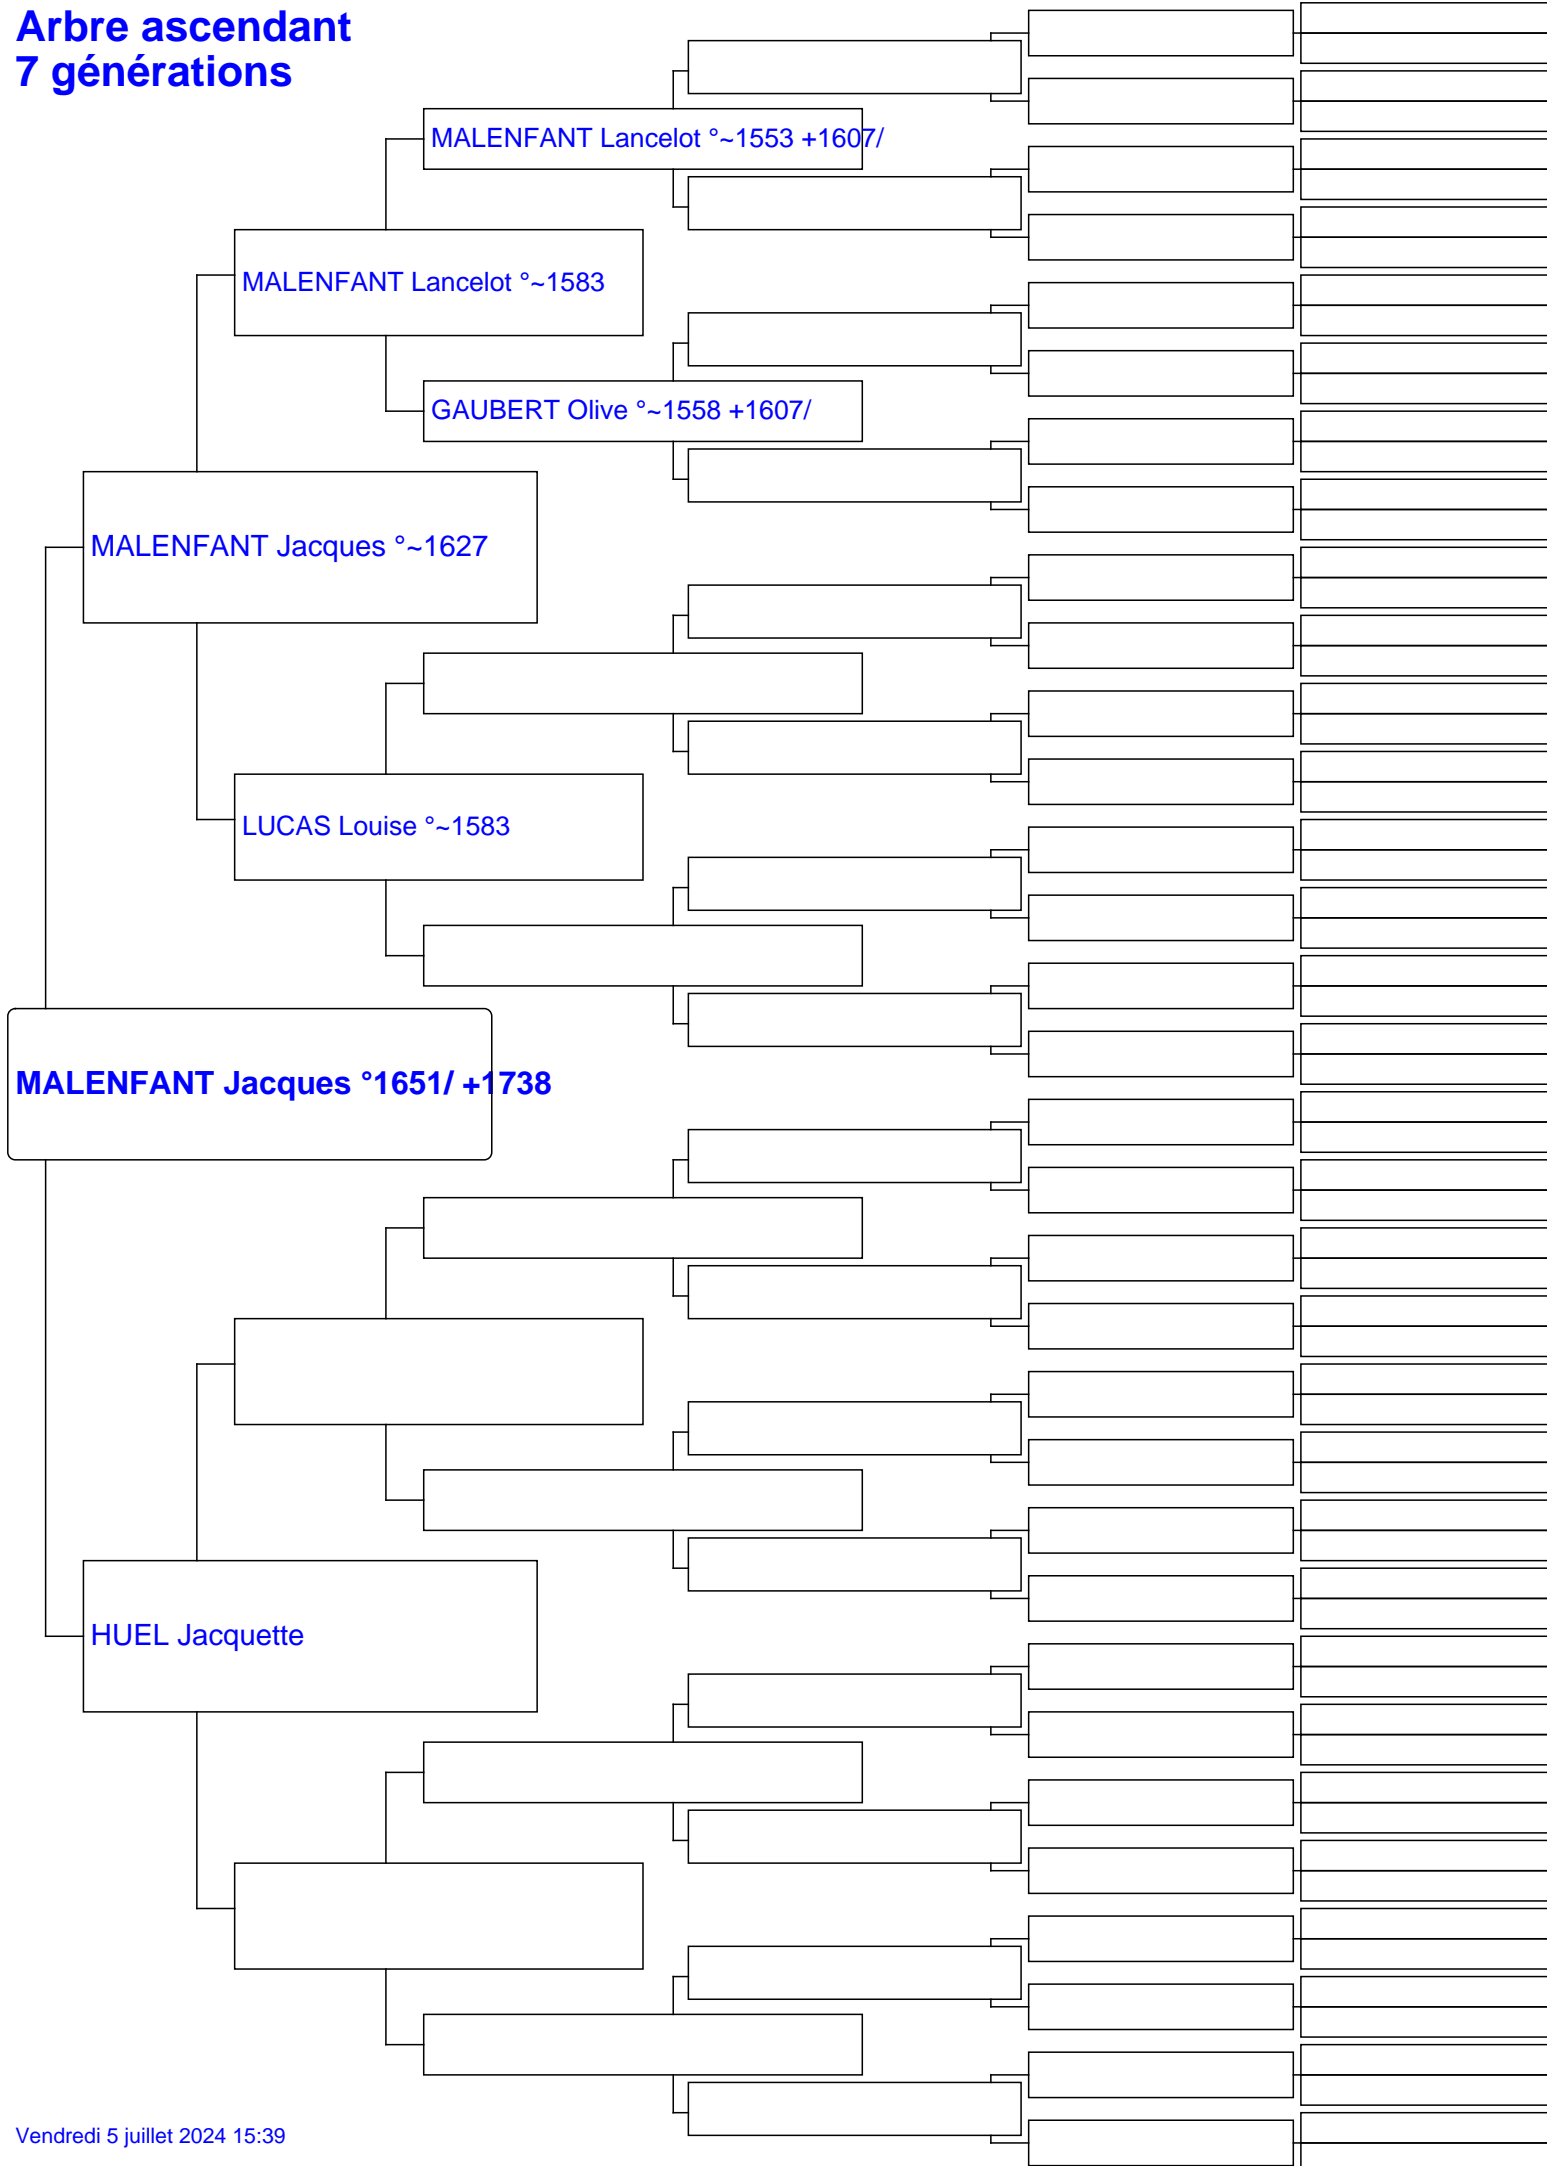 Arbre ascendant
7 générations
MALENFANT Lancelot °~1553 +1607/
MALENFANT Lancelot °~1583
GAUBERT Olive °~1558 +1607/
MALENFANT Jacques °~1627
LUCAS Louise °~1583
MALENFANT Jacques °1651/ +1738
HUEL Jacquette
Vendredi 5 juillet 2024 15:39